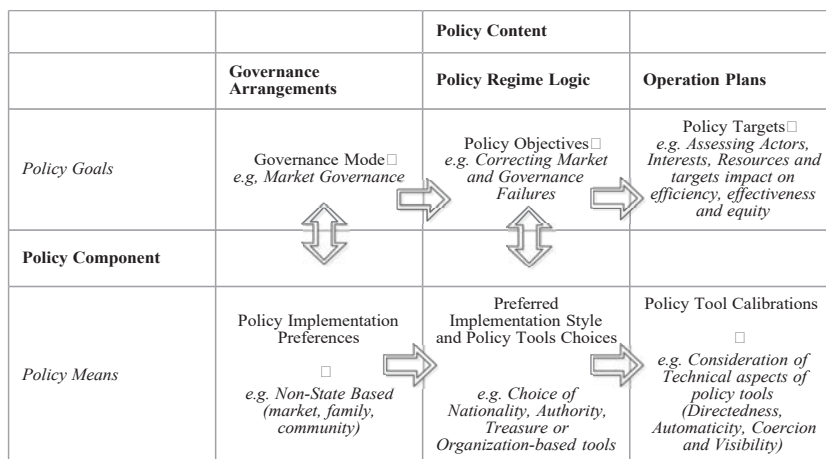 Policy Content
Governance
Arrangements
Policy Regime Logic
Operation Plans
Policy Goals
Governance Mode□
e.g, Market Governance
Policy Objectives□
e.g. Correcting Market
and Governance
Failures
Policy Targets□
e.g. Assessing Actors,
Interests, Resources and
targets impact on
efficiency, effectiveness
and equity
Policy Component
Policy Means
Policy Implementation
Preferences
□
e.g. Non-State Based
(market, family,
community)
Preferred
Implementation Style
and Policy Tools Choices
e.g. Choice of
Nationality, Authority,
Treasure or
Organization-based tools
Policy Tool Calibrations
□
e.g. Consideration of
Technical aspects of
policy tools
(Directedness,
Automaticity, Coercion
and Visibility)